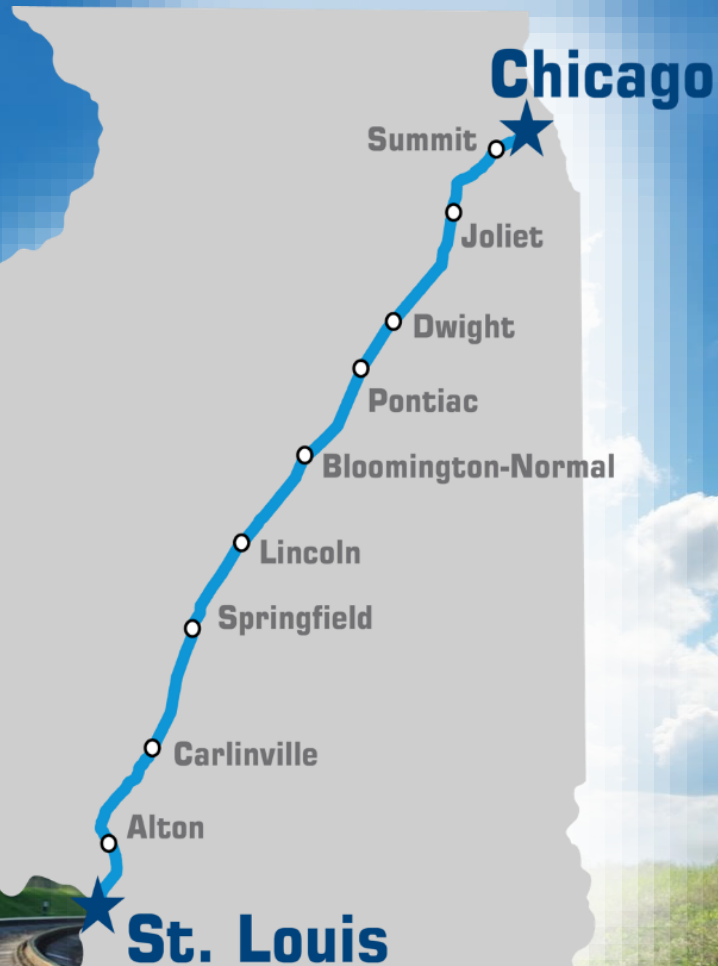 Chicago
Summit
Joliet
Dwight
Pontiac
Bloomington-Normal
Lincoln
Springfield
Carlinville
Alton
St. Louis